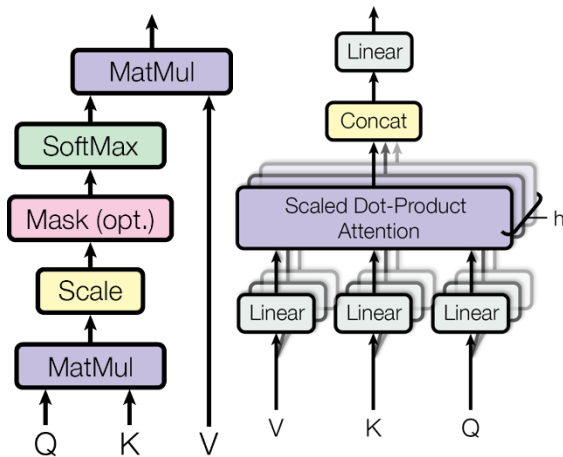 MatMul
SoftMax
Mask (opt.)
Scale
MatMul
Q K V
Linear
Concat
Scaled Dot-Product
Attention
h
Linear Linear Linear
V K Q